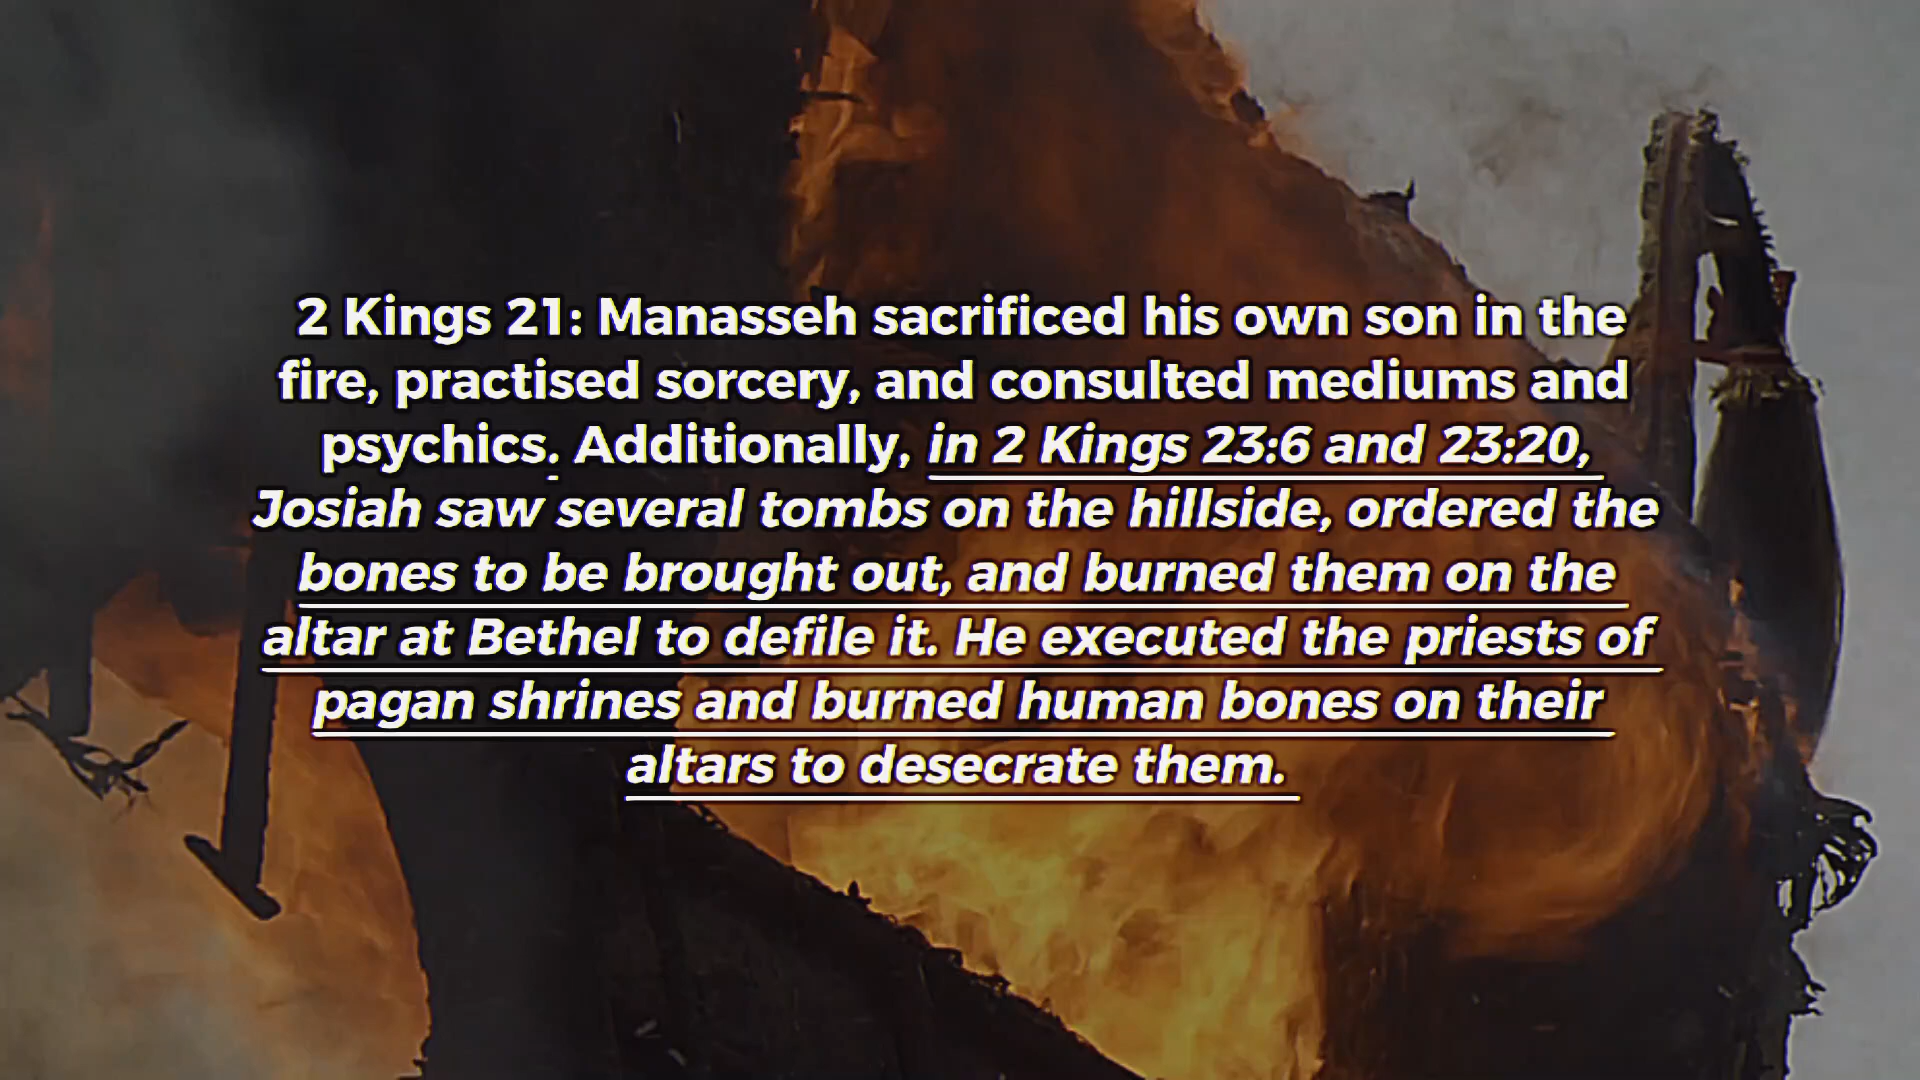 2 Kings 21: Manasseh sacrificed his own son in the
fire, practised sorcery, and consulted mediums and
psychics. Additionally, in 2 Kings 23:6 and 23:20,
Josiah saw several tombs on the hillside, ordered the
bones to be brought out, and burned them on the
altar at Bethel to defile it. He executed the priests of
pagan shrines and burned human bones on their
altars to desecrate them.